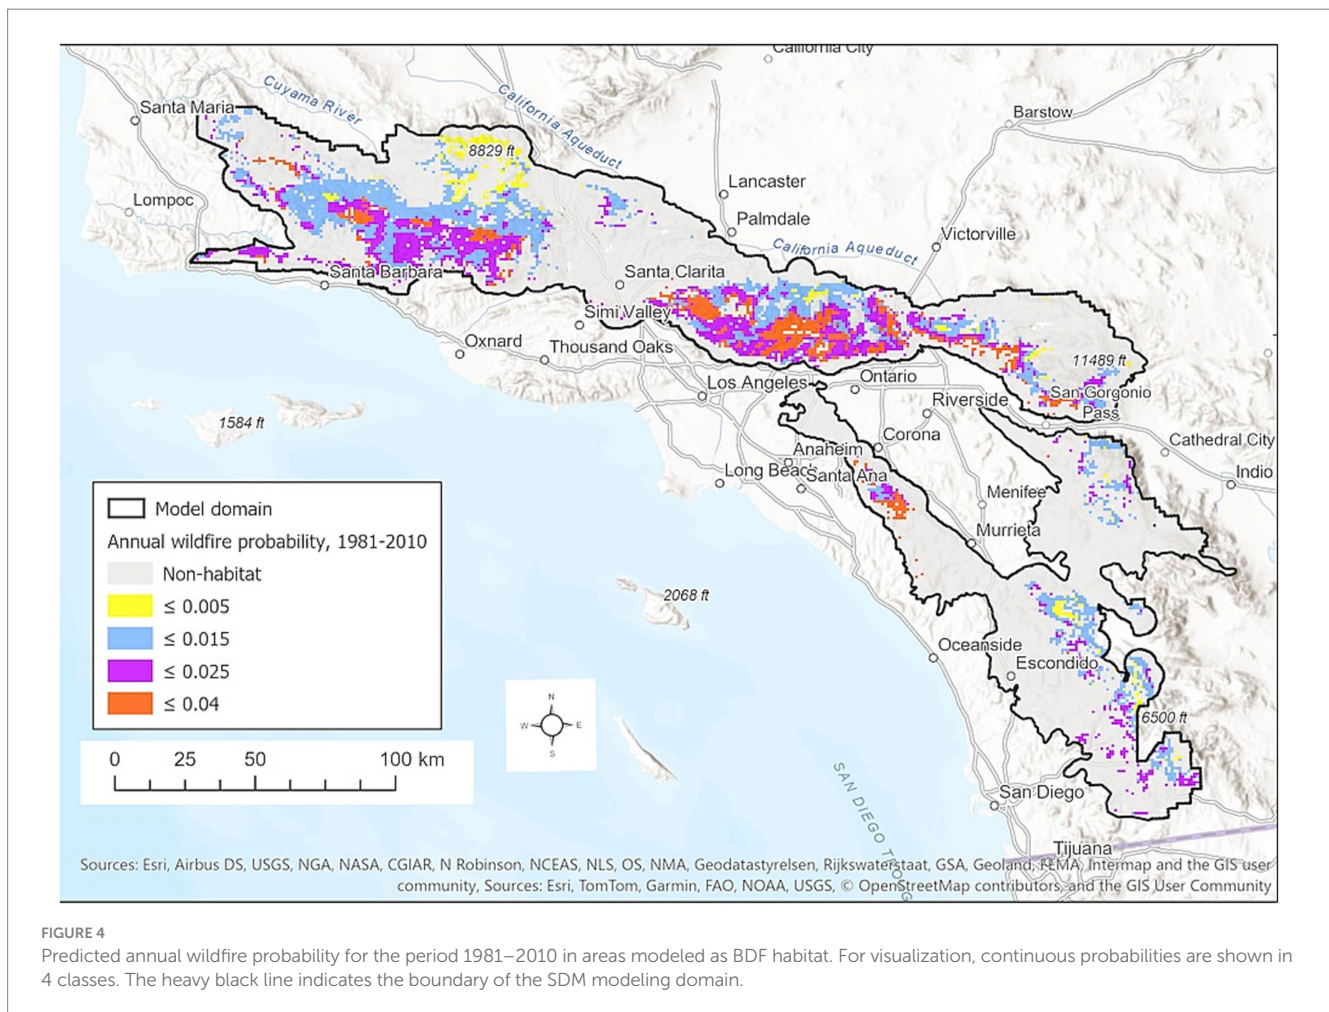 California City
Santa Maria
Cuyama River
California Aqueduct
Barstow
8829 ft
Lancaster
Lompoc
Palmdale
California Aqueduct
Victorville
Santa Barbara
Santa Clarita
Simi Valley
Oxnard
Thousand Oaks
11489 ft
Los Angeles
Ontario
San Gorgonio
Pass
Riverside
1584 ft
Corona
Cathedral City
Anaheim
Long Beach
Santa Ana
Indio
Menifee
Murrieta
2068 ft
Oceanside
Escondido
6500 ft
San Diego
Tijuana
SAN DIEGO
Model domain
Annual wildfire probability, 1981-2010
Non-habitat
≤ 0.005
≤ 0.015
≤ 0.025
≤ 0.04
0 25 50 100 km
N
W E
S
Sources: Esri, Airbus DS, USGS, NGA, NASA, CGIAR, N Robinson, NCEAS, NLS, OS, NMA, Geodatastyrelsen, Rijkswaterstaat, GSA, Geoland, FEMA, Intermap and the GIS user
community, Sources: Esri, TomTom, Garmin, FAO, NOAA, USGS, © OpenStreetMap contributors, and the GIS User Community
FIGURE 4
Predicted annual wildfire probability for the period 1981–2010 in areas modeled as BDF habitat. For visualization, continuous probabilities are shown in
4 classes. The heavy black line indicates the boundary of the SDM modeling domain.